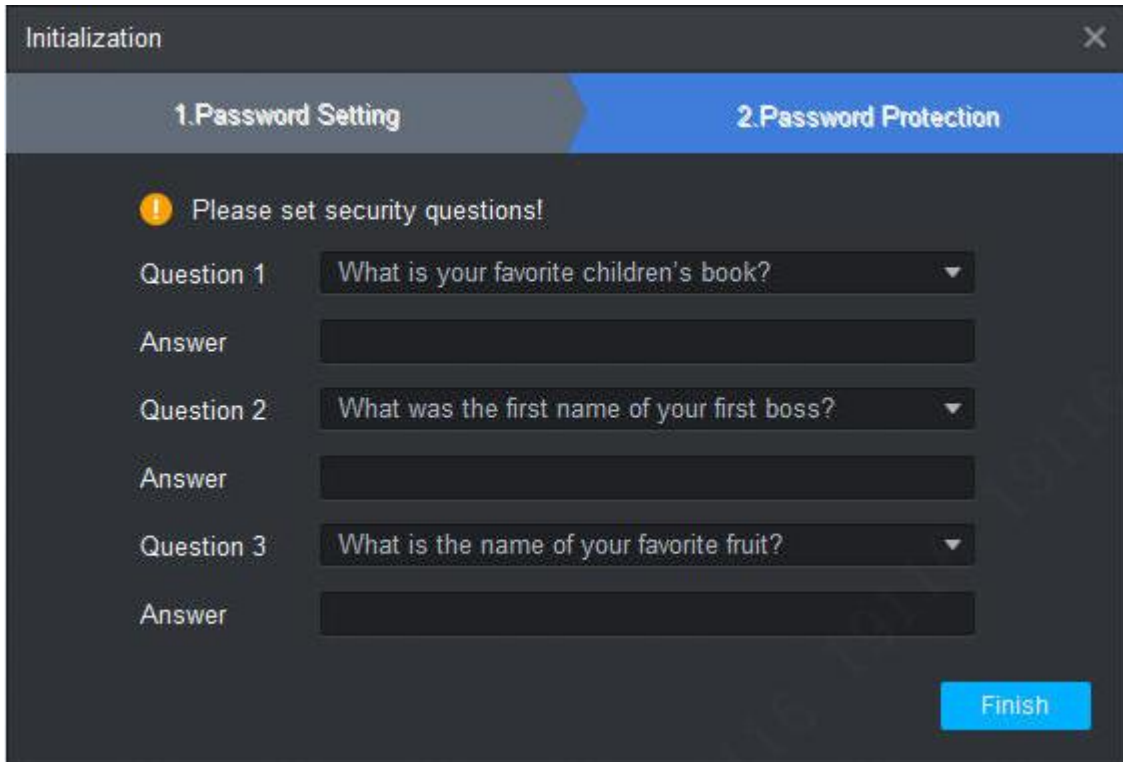 Initialization
1.Password Setting
2.Password Protection
Please set security questions!
Question 1 What is your favorite children's book?
Answer
Question 2 What was the first name of your first boss?
Answer
Question 3 What is the name of your favorite fruit?
Answer
Finish